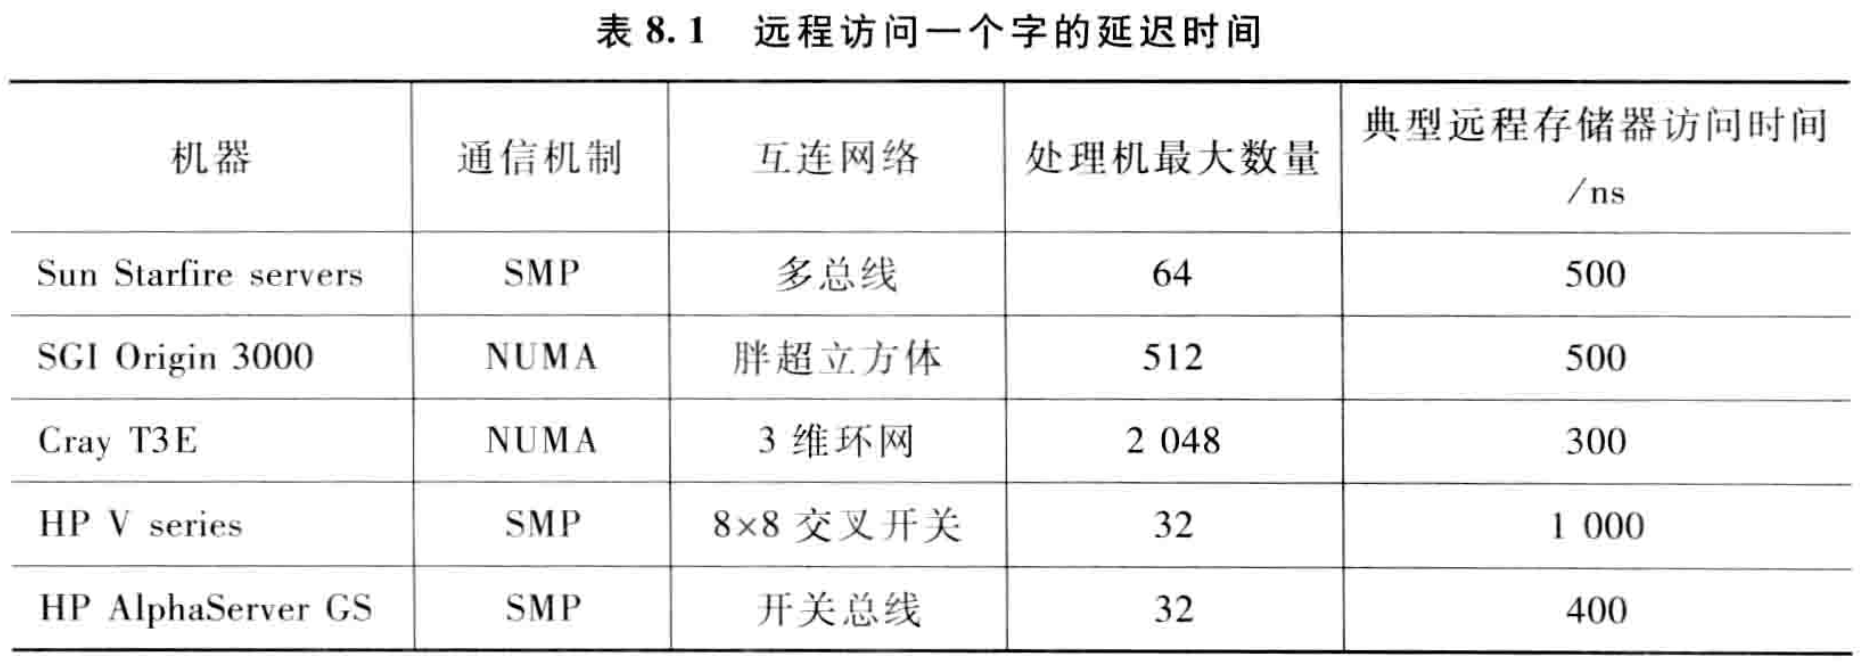 表 8.1 远程访问一个字的延迟时间
机器 通信机制 互连网络 处理机最大数量 典型远程存储器访问时间
/ns
Sun Starfire servers SMP 多总线 64 500
SGI Origin 3000 NUMA 胖超立方体 512 500
Cray T3E NUMA 3 维环网 2 048 300
HP V series SMP 8×8 交叉开关 32 1 000
HP AlphaServer GS SMP 开关总线 32 400